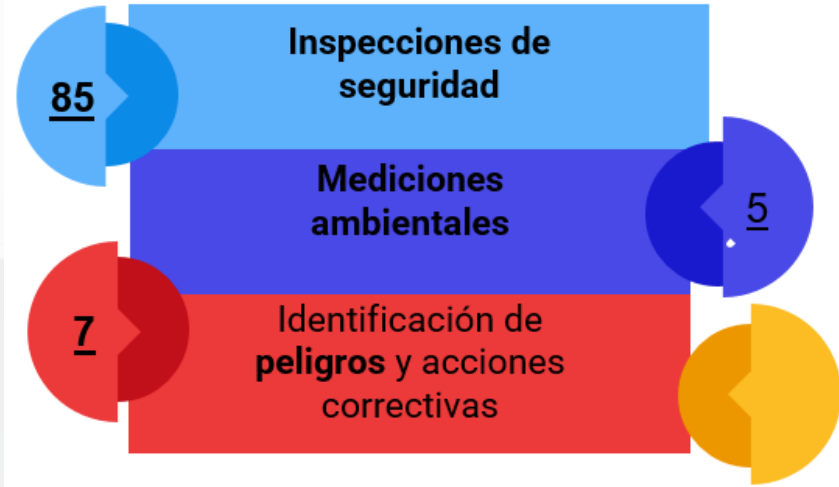 85
Inspecciones de
seguridad
Mediciones
ambientales
5
7
Identificación de
peligros y acciones
correctivas